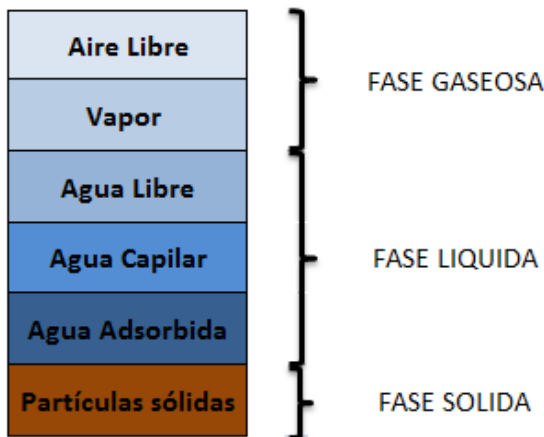 Aire Libre
FASE GASEOSA
Vapor
Agua Libre
Agua Capilar
FASE LIQUIDA
Agua Adsorbida
Partículas sólidas
FASE SOLIDA